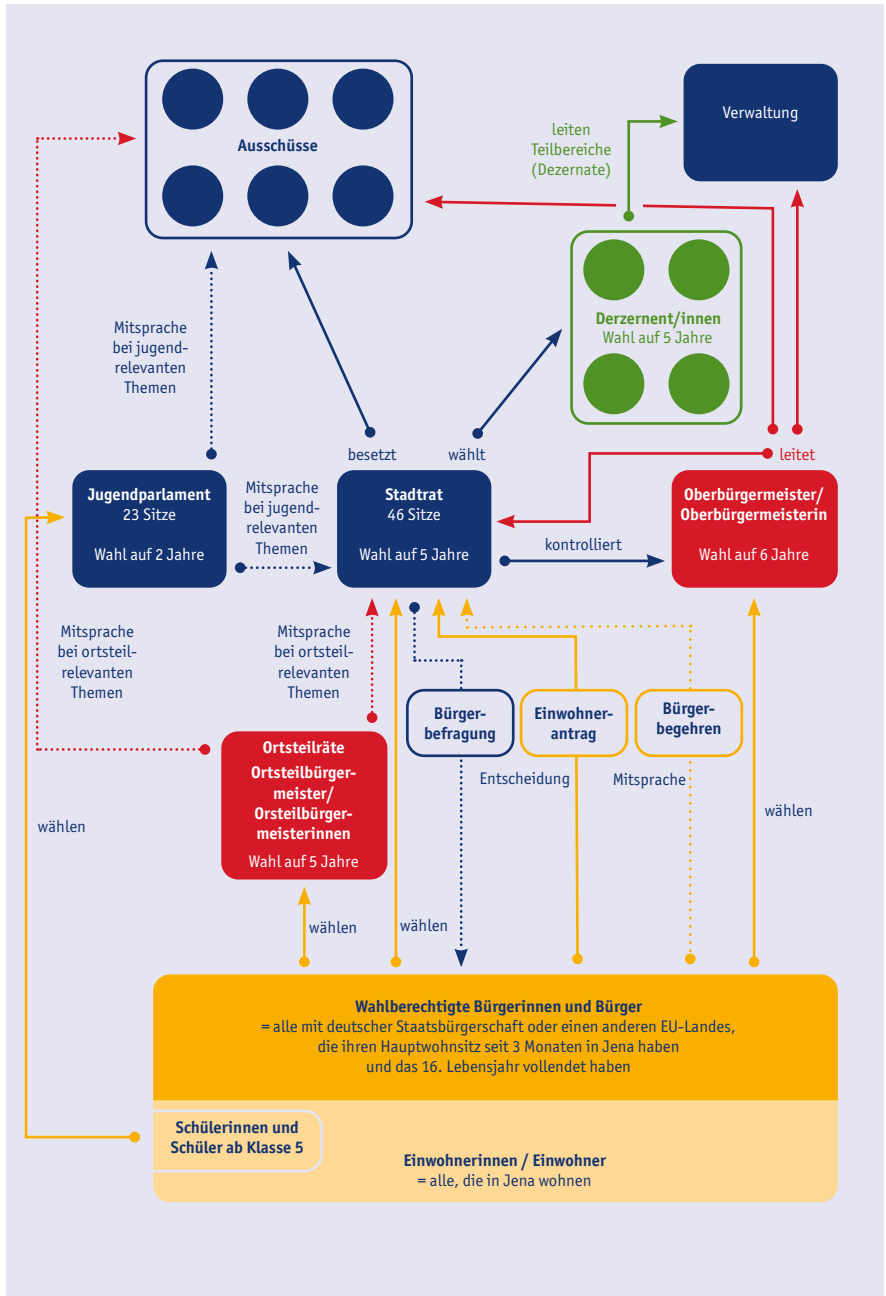 Ausschüsse
leiten
Teilbereiche
(Dezernate)
Verwaltung
Mitsprache
bei jugend-
relevanten
Themen
Derzernent/innen
Wahl auf 5 Jahre
besetzt
wählt
leitet
Jugendparlament
23 Sitze
Wahl auf 2 Jahre
Mitsprache
bei jugend-
relevanten
Themen
Stadtrat
46 Sitze
Wahl auf 5 Jahre
kontrolliert
Oberbürgermeister/
Oberbürgermeisterin
Wahl auf 6 Jahre
Mitsprache
bei ortsteil-
relevanten
Themen
Mitsprache
bei ortsteil-
relevanten
Themen
Bürger-
befragung
Einwohner-
antrag
Bürger-
begehren
Entscheidung
Mitsprache
Ortsteilräte
Ortsteilbürger-
meister/
Orsteilbürger-
meisterinnen
Wahl auf 5 Jahre
wählen
wählen
wählen
wählen
Wahlberechtigte Bürgerinnen und Bürger
= alle mit deutscher Staatsbürgerschaft oder einen anderen EU-Landes,
die ihren Hauptwohnsitz seit 3 Monaten in Jena haben
und das 16. Lebensjahr vollendet haben
Schülerinnen und
Schüler ab Klasse 5
Einwohnerinnen / Einwohner
= alle, die in Jena wohnen